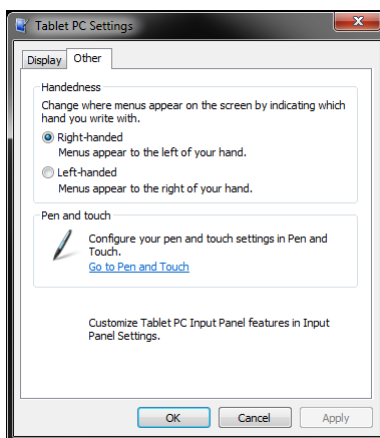 Tablet PC Settings
Display Other
Handedness
Change where menus appear on the screen by indicating which
hand you write with.
Right-handed
Menus appear to the left of your hand.
Left-handed
Menus appear to the right of your hand.
Pen and touch
Configure your pen and touch settings in Pen and
Touch.
Go to Pen and Touch
Customize Tablet PC Input Panel features in Input
Panel Settings.
OK Cancel Apply